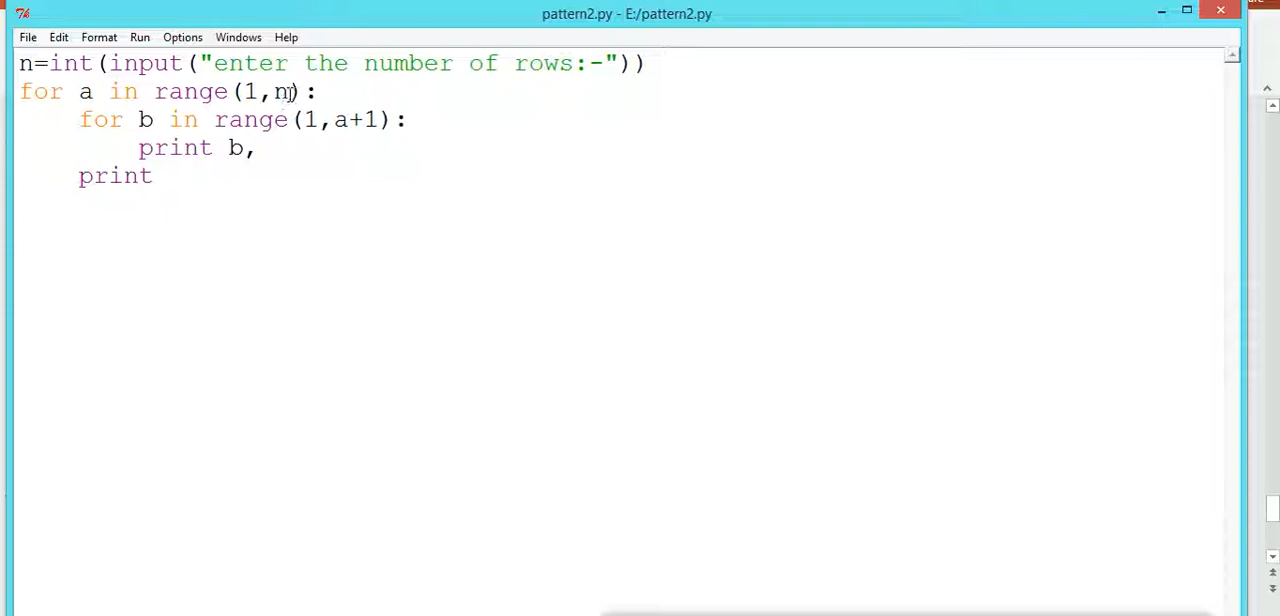 pattern2.py - E:/pattern2.py
File Edit Format Run Options Windows Help
n=int(input("enter the number of rows:-"))
for a in range(1,n):
    for b in range(1,a+1):
        print b,
    print